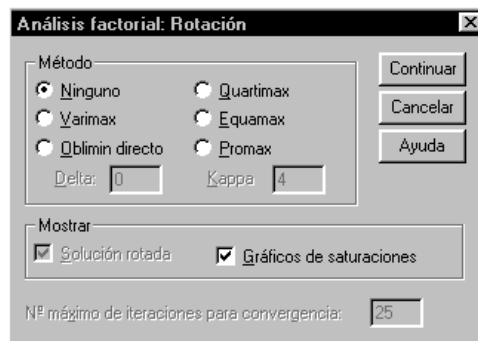 Análisis factorial: Rotación
Método
Ninguno
Quartimax
Varimax
Equamax
Oblimin directo
Promax
Delta: 0
Kappa 4
Continuar
Cancelar
Ayuda
Mostrar
Solución rotada
Gráficos de saturaciones
Nº máximo de iteraciones para convergencia: 25